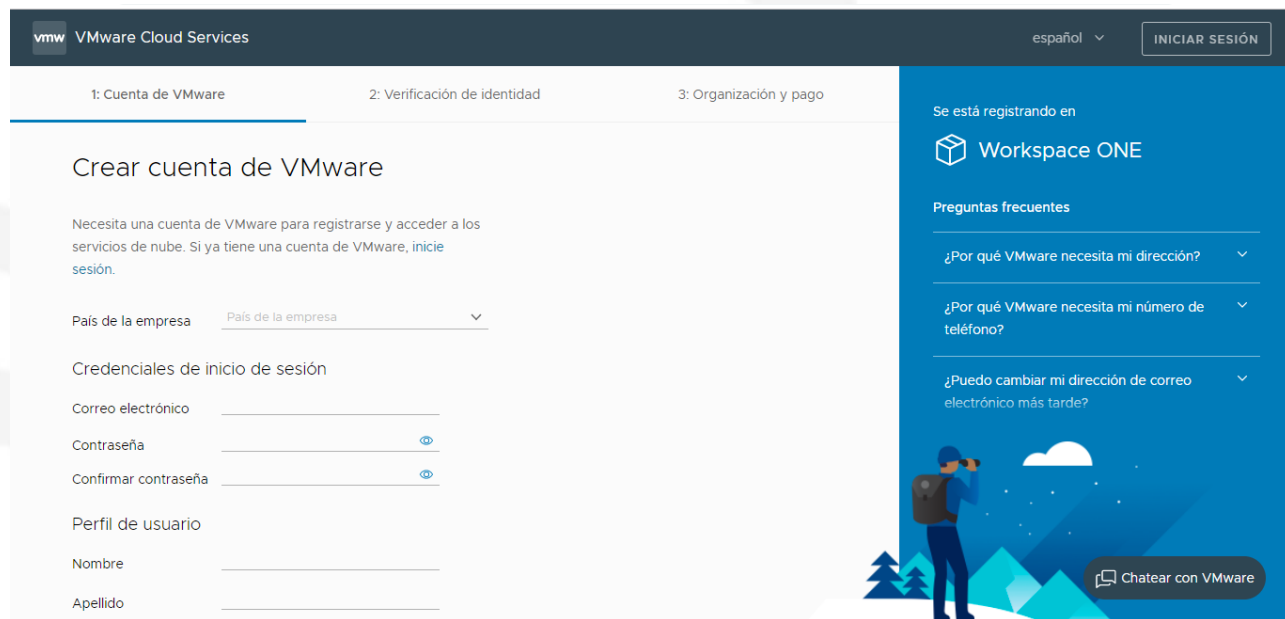 vmw VMware Cloud Services
español
INICIAR SESIÓN
1: Cuenta de VMware
2: Verificación de identidad
3: Organización y pago
Crear cuenta de VMware
Necesita una cuenta de VMware para registrarse y acceder a los
servicios de nube. Si ya tiene una cuenta de VMware, inicie
sesión.
País de la empresa
País de la empresa
Credenciales de inicio de sesión
Correo electrónico
Contraseña
Confirmar contraseña
Perfil de usuario
Nombre
Apellido
Se está registrando en
Workspace ONE
Preguntas frecuentes
¿Por qué VMware necesita mi dirección?
¿Por qué VMware necesita mi número de
teléfono?
¿Puedo cambiar mi dirección de correo
electrónico más tarde?
Chatear con VMware